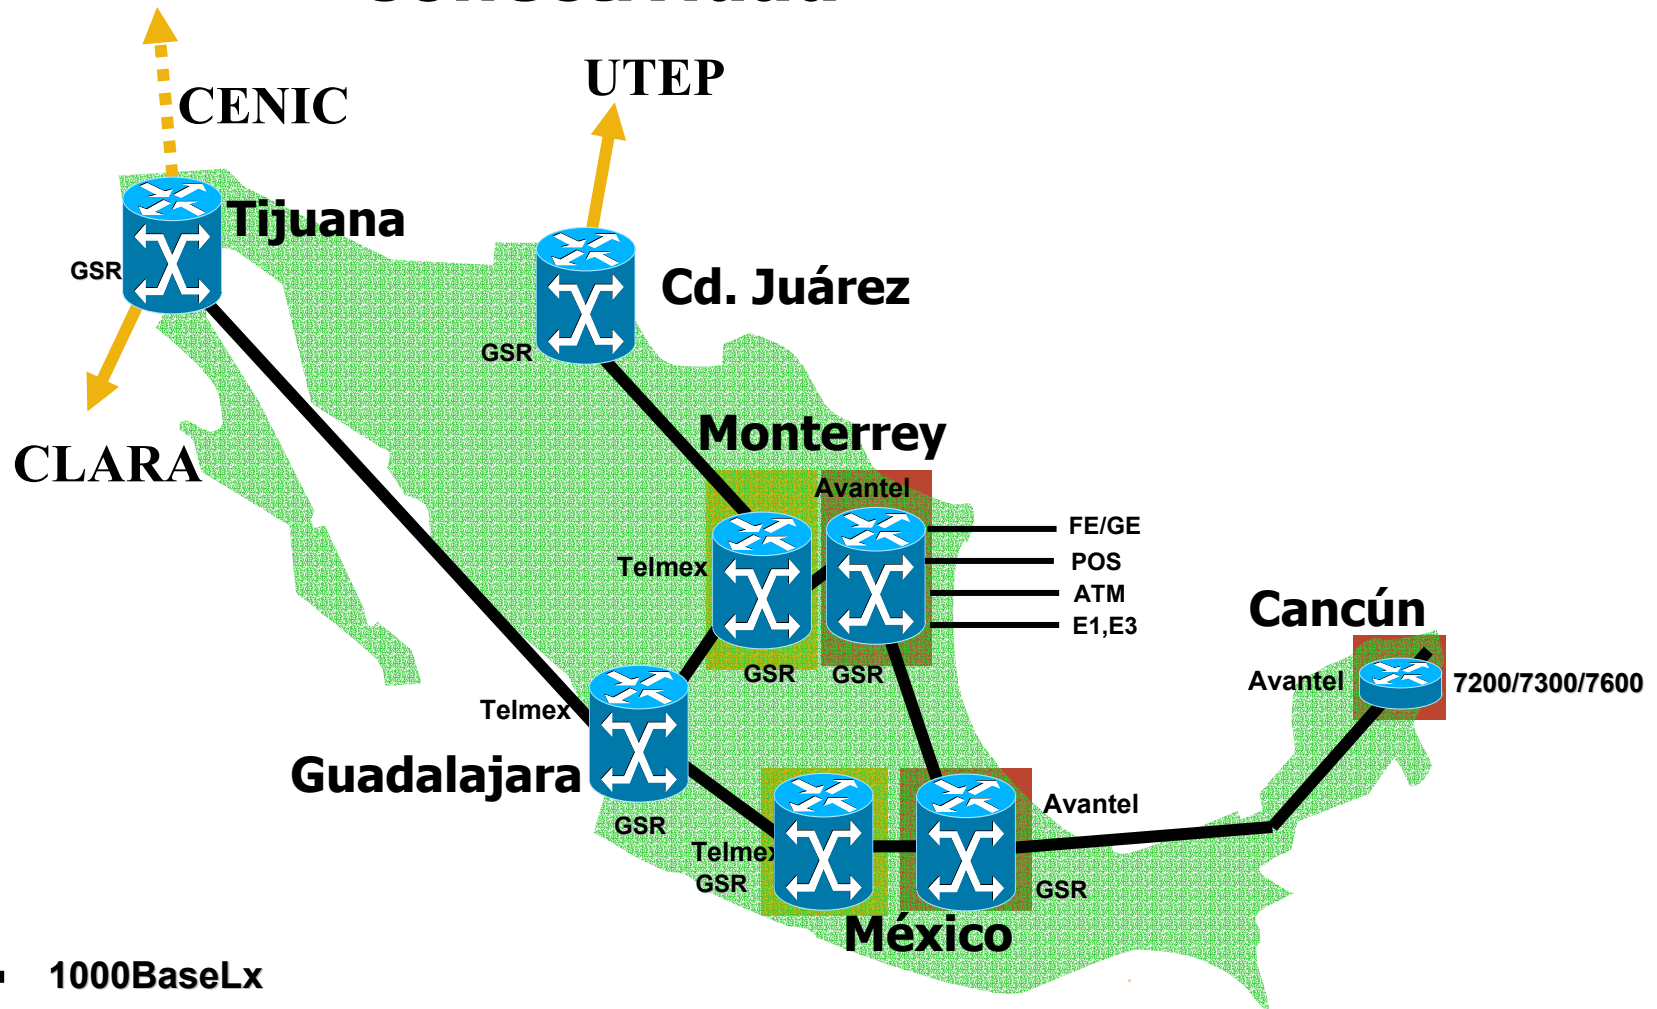 UTEP
CENIC
Tijuana
GSR
Cd. Juárez
GSR
CLARA
Monterrey
Avantel
FE/GE
Telmex
POS
ATM
E1,E3
Cancún
GSR
GSR
Avantel
7200/7300/7600
Telmex
Guadalajara
GSR
Avantel
Telmex
GSR
GSR
México
1000BaseLx